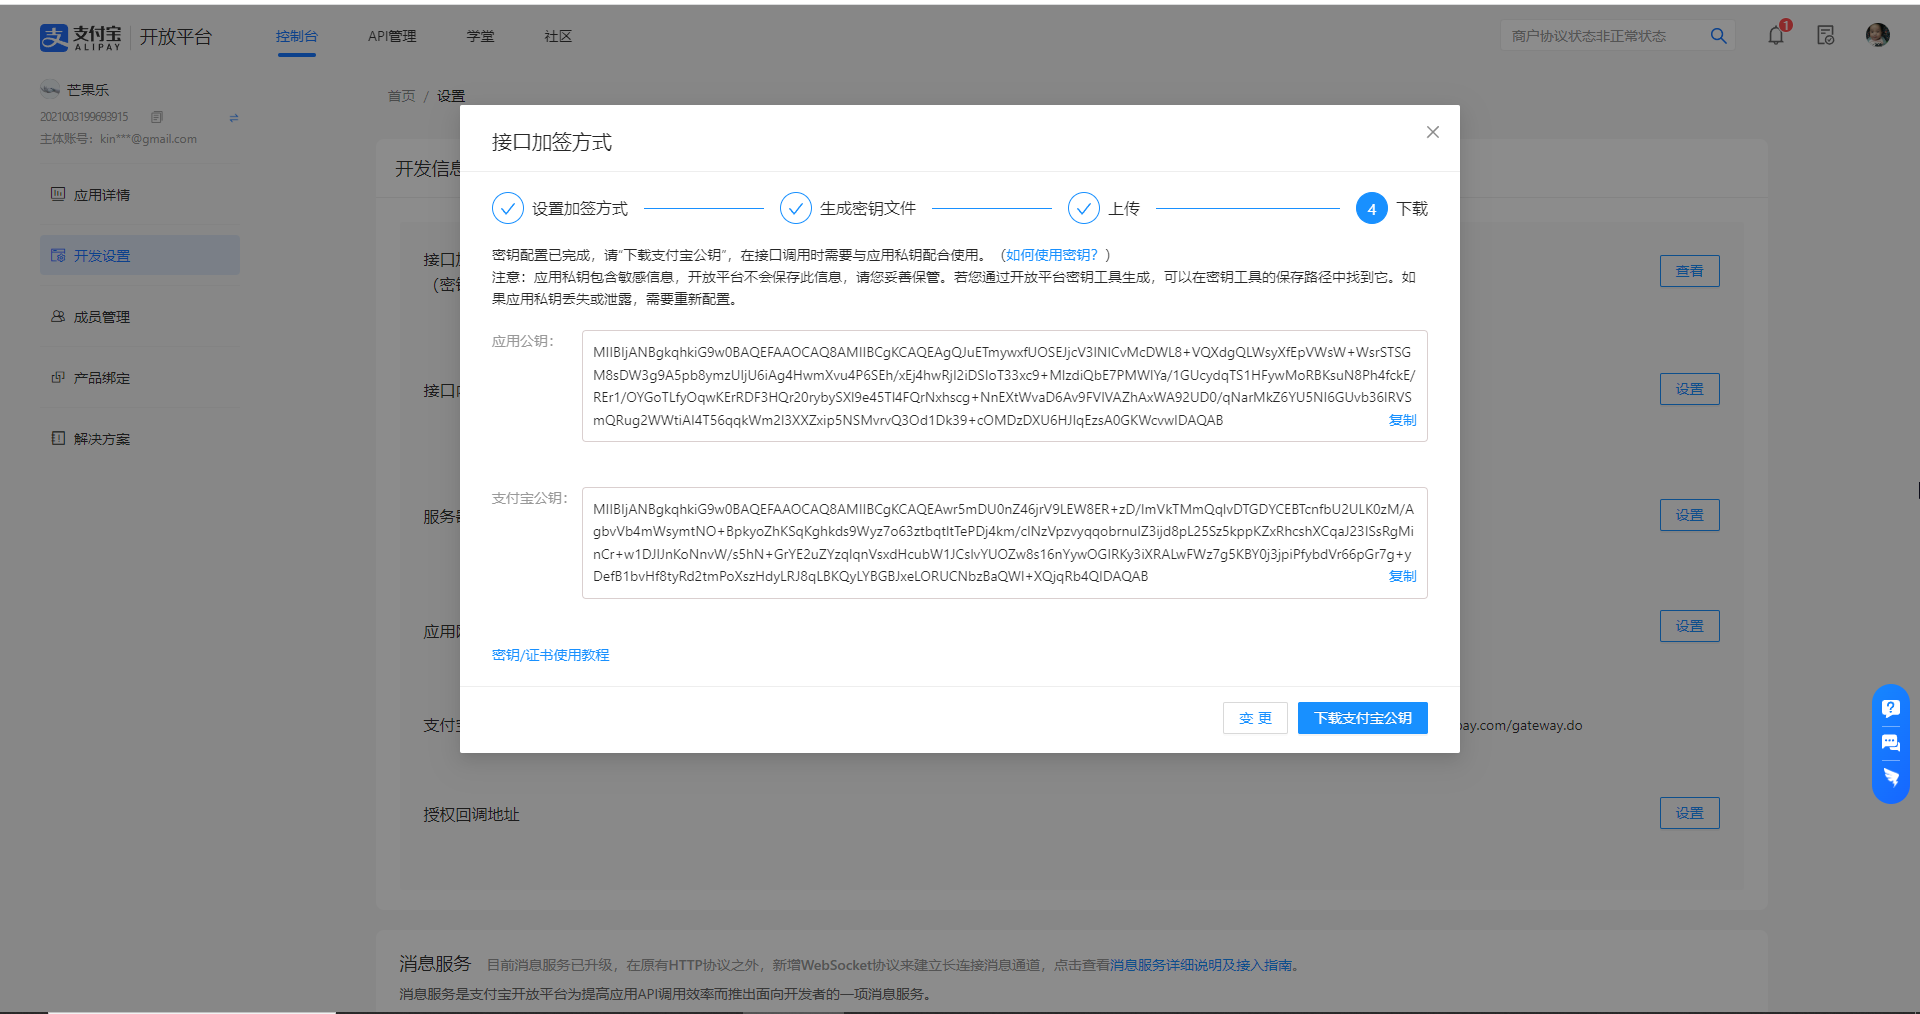 支付宝 ALIPAY 开放平台 控制台 API管理 学堂 社区 商户协议状态非正常状态 1
芒果乐
2021003199693915
主体账号：kin***@gmail.com
应用详情
开发设置
成员管理
产品绑定
解决方案
首页 / 设置
开发信息
接口加签方式
设置加签方式 生成密钥文件 上传 4 下载
密钥配置已完成，请“下载支付宝公钥”，在接口调用时需要与应用私钥配合使用。（如何使用密钥？）
注意：应用私钥包含敏感信息，开放平台不会保存此信息，请您妥善保管。若您通过开放平台密钥工具生成，可以在密钥工具的保存路径中找到它。如
果应用私钥丢失或泄露，需要重新配置。
应用公钥：
MIIBIjANBgkqhkiG9w0BAQEFAAOCAQ8AMIIBCgKCAQEAgQJuETmywxfUOSEJjcV3INICvMcDWL8+VQXdgQLWsyXfEpVWsW+WsrSTSG
M8sDW3g9A5pb8ymzUIjU6iAg4HwmXvu4P6SEh/xEj4hwRjI2iDSIoT33xc9+MIzdiQbE7PMWIYa/1GUcydqTS1HFywMoRBKsuN8Ph4fckE/
REr1/OYGoTLfyOqwKErRDF3HQr20rybySXI9e45TI4FQrNxhscg+NnEXtWvaD6Av9FVIVAZhAxWA92UD0/qNarMkZ6YU5NI6GUvb36IRVS
mQRug2WWtiAI4T56qqkWm2I3XXZxip5NSMvrvQ3Od1Dk39+cOMDzDXU6HJIqEzsA0GKWcvwIDAQAB
复制
支付宝公钥：
MIIBIjANBgkqhkiG9w0BAQEFAAOCAQ8AMIIBCgKCAQEAwr5mDU0nZ46jrV9LEW8ER+zD/ImVkTMmQqIvDTGDYCEBTcnfbU2ULK0zM/A
gbvVb4mWsymtNO+BpkyoZhKSqKghkds9Wyz7o63ztbqtItTePDj4km/cINzVpzvyqqobrnuIZ3ijd8pL25Sz5kppKZxRhcshXCqaJ23ISsRgMi
nCr+w1DJIJnKoNnvW/s5hN+GrYE2uZYzqIqnVsxdHcubW1JCsIvYUOZw8s16nYywOGIRKy3iXRALwFWz7g5KBY0j3jpiPfybdVr66pGr7g+y
DefB1bvHf8tyRd2tmPoXszHdyLRJ8qLBKQyLYBGBJxeLORUCNbzBaQWI+XQjqRb4QIDAQAB
复制
密钥/证书使用教程
变 更 下载支付宝公钥
查看
设置
设置
应用
设置
支付
pay.com/gateway.do
授权回调地址
设置
消息服务 目前消息服务已升级，在原有HTTP协议之外，新增WebSocket协议来建立长连接消息通道，点击查看消息服务详细说明及接入指南。
消息服务是支付宝开放平台为提高应用API调用效率而推出面向开发者的一项消息服务。